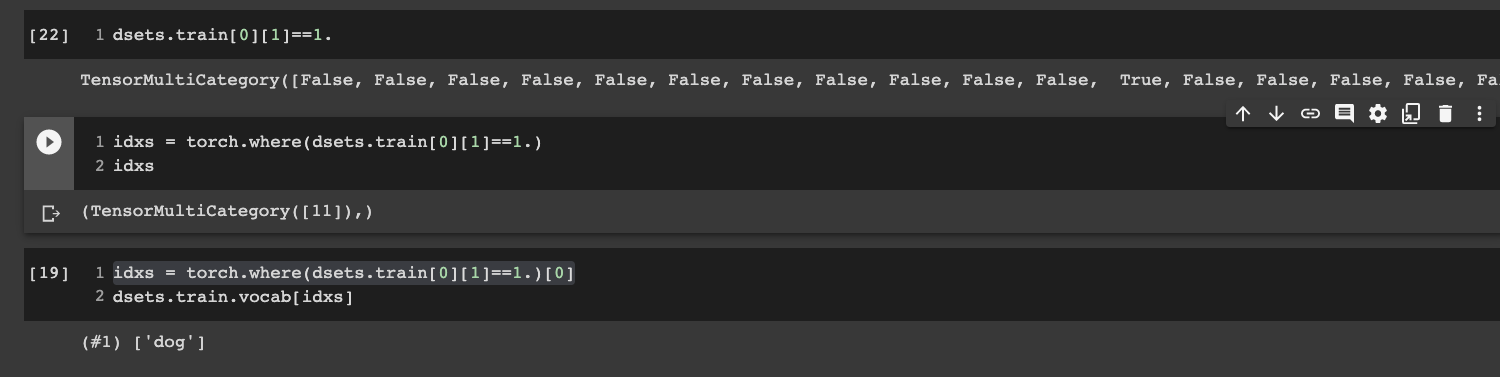 [22] 1 dsets.train[0][1]==1.
TensorMultiCategory([False, False, False, False, False, False, False, False, False, False, False,  True, False, False, False, False, Fa
1 idxs = torch.where(dsets.train[0][1]==1.)
2 idxs
(TensorMultiCategory([11]),)
[19] 1 idxs = torch.where(dsets.train[0][1]==1.)[0]
2 dsets.train.vocab[idxs]
(#1) ['dog']